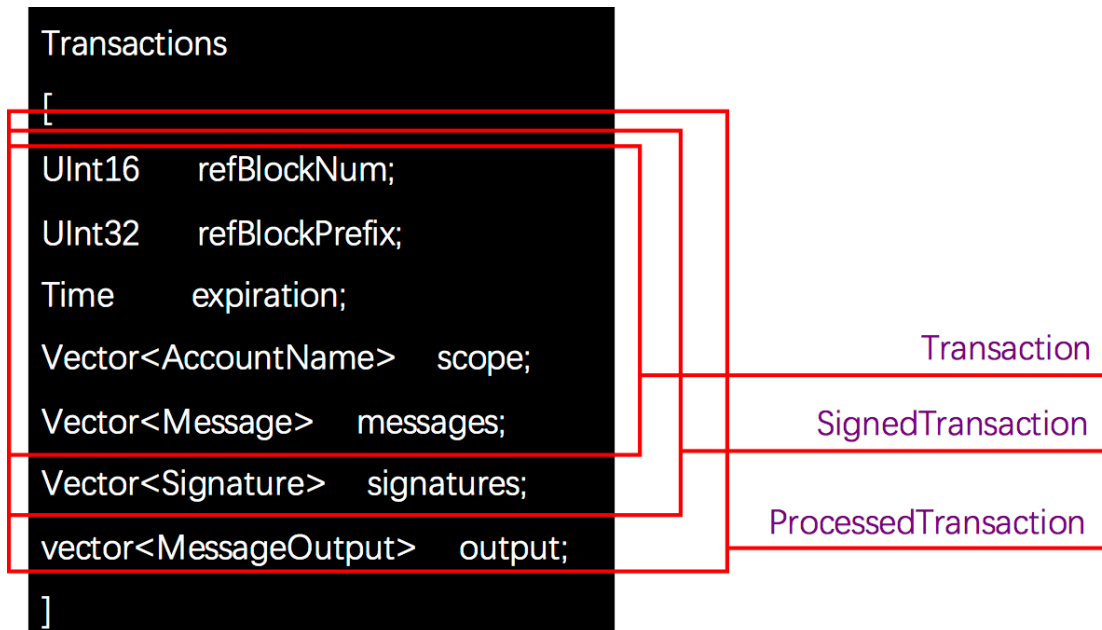 Transactions
[
UInt16 refBlockNum;
UInt32 refBlockPrefix;
Time expiration;
Vector<AccountName> scope;
Transaction
Vector<Message> messages;
SignedTransaction
Vector<Signature> signatures;
ProcessedTransaction
vector<MessageOutput> output;
]